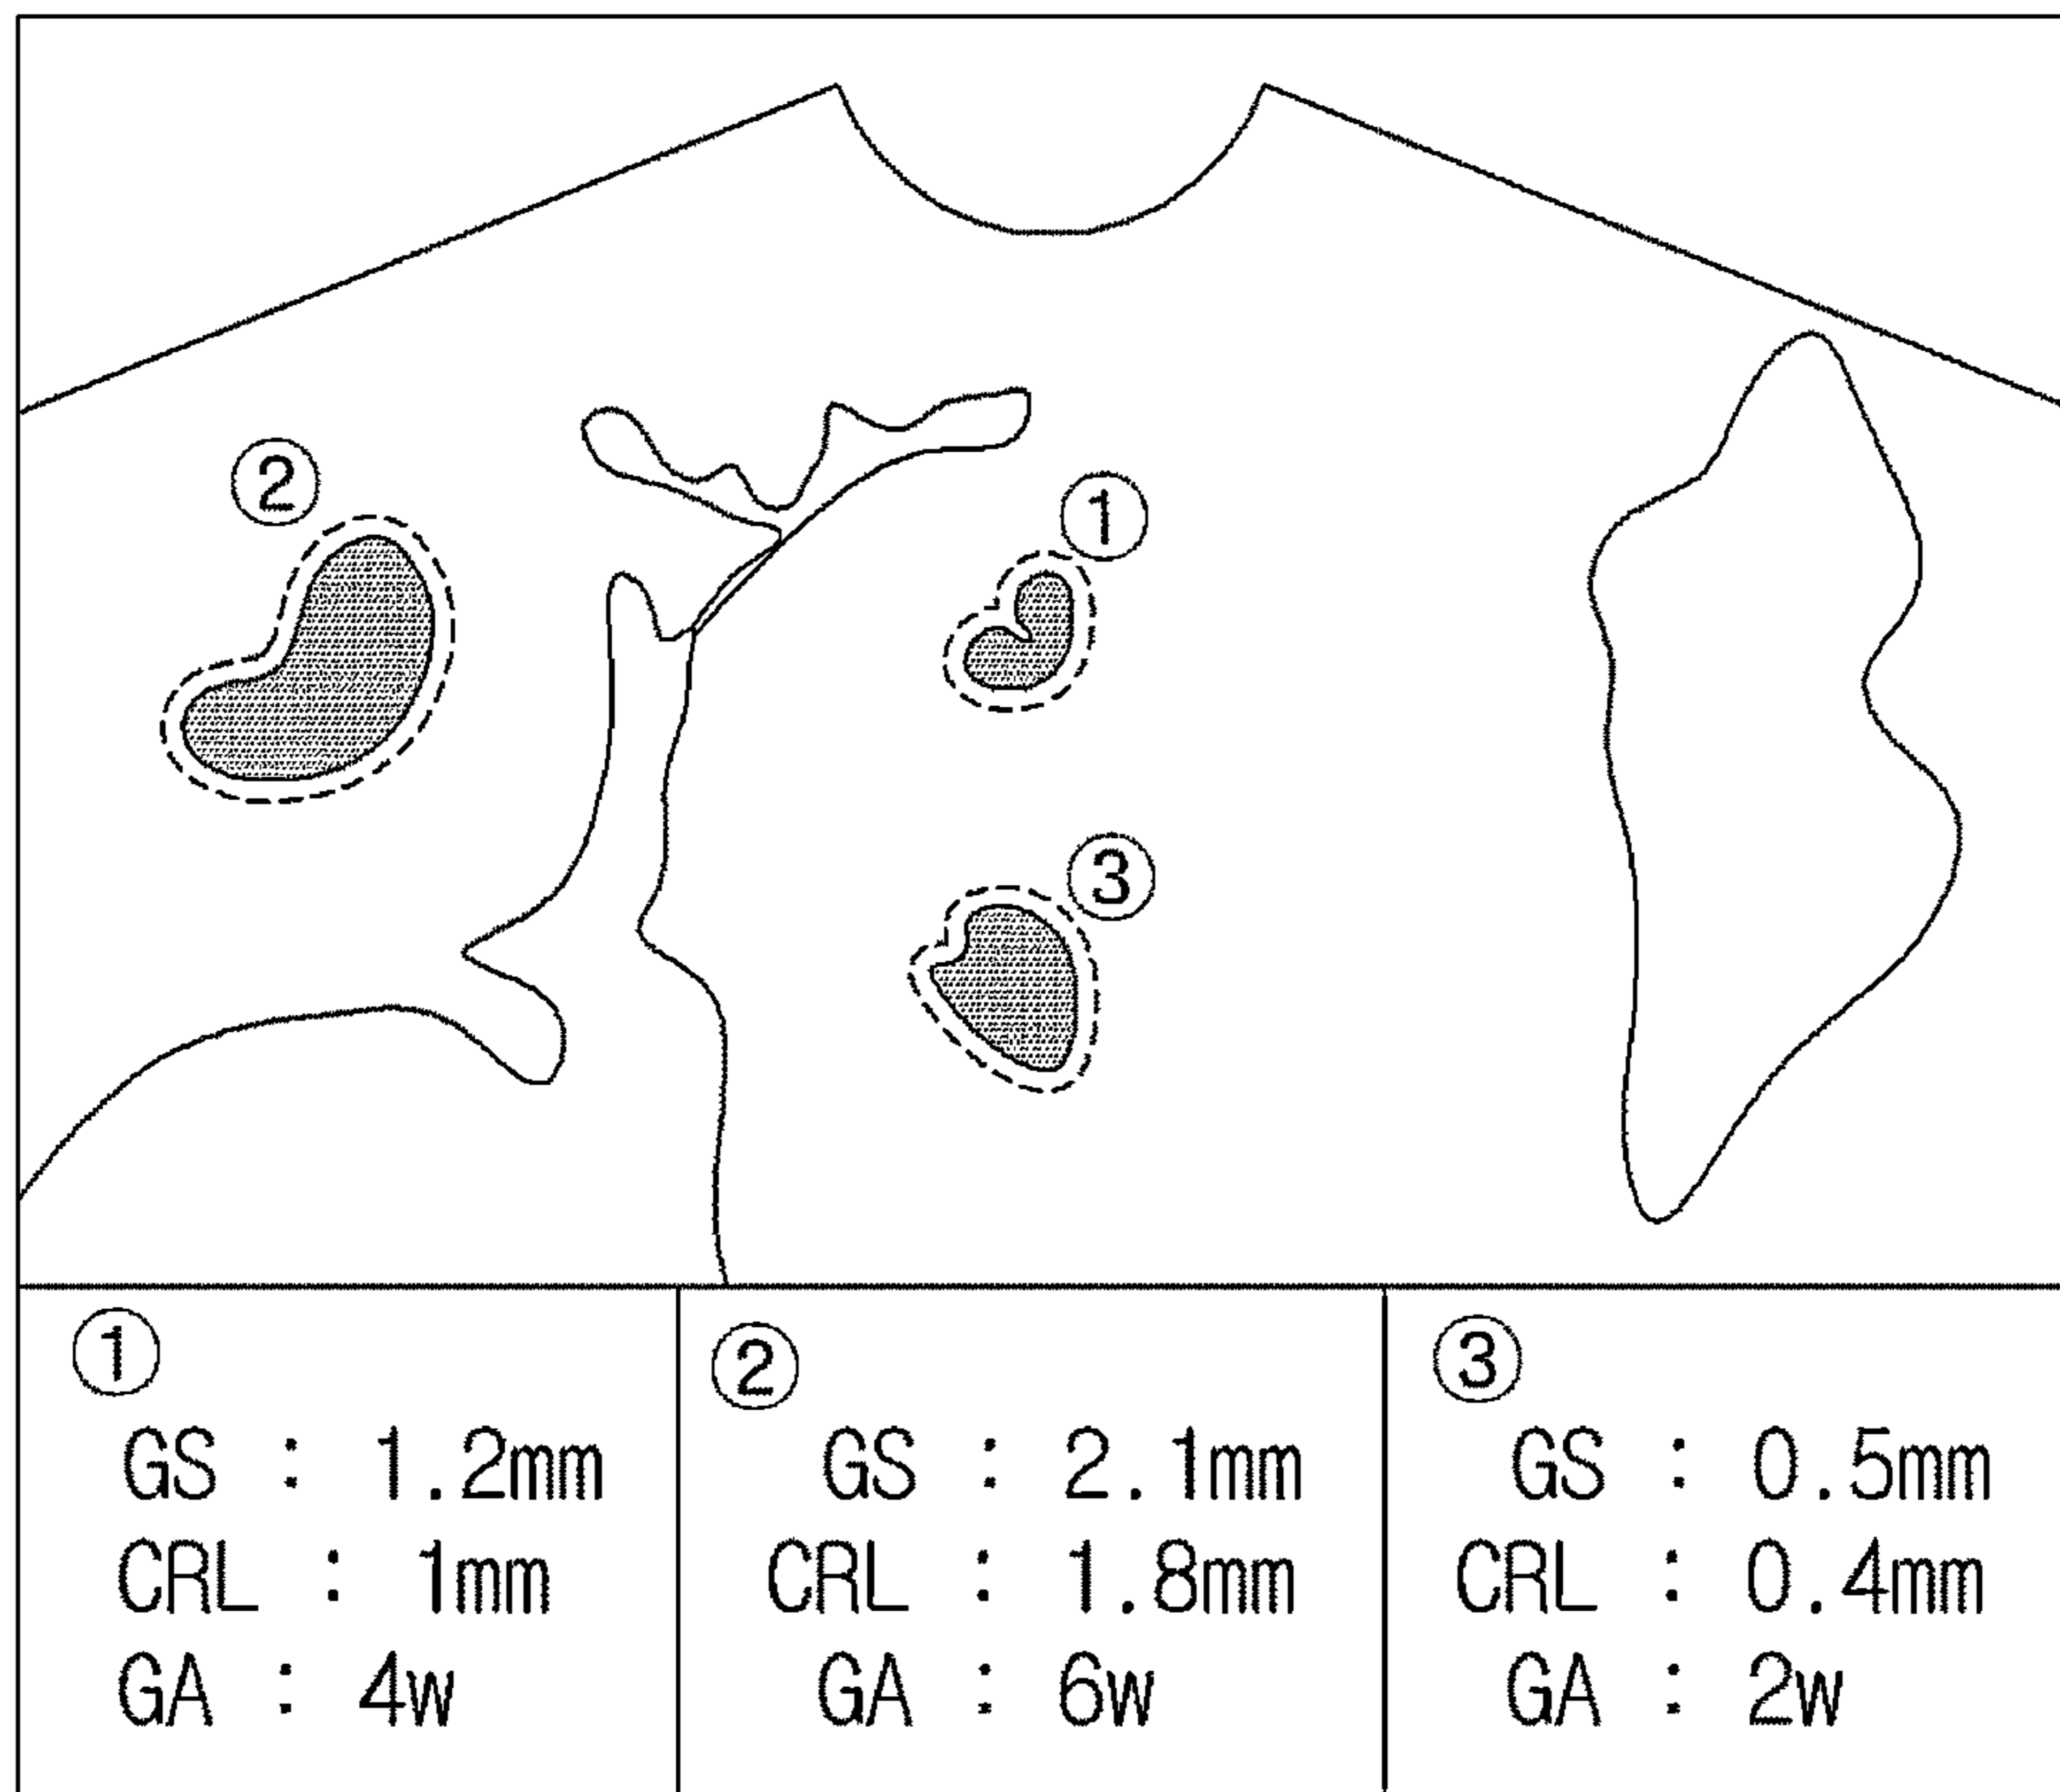 ②
①
③
①
GS : 1.2mm
CRL : 1mm
GA : 4w
②
GS : 2.1mm
CRL : 1.8mm
GA : 6w
③
GS : 0.5mm
CRL : 0.4mm
GA : 2w